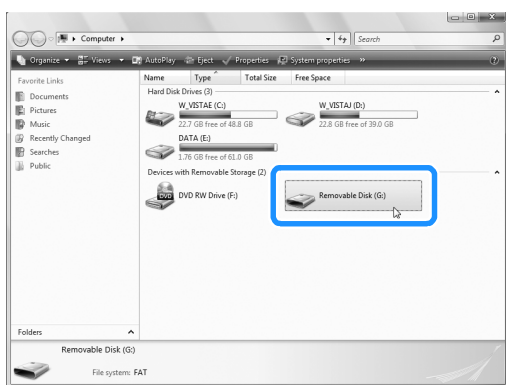 Computer
Search
Organize Views AutoPlay Eject Properties System properties »
Favorite Links
Documents
Pictures
Music
Recently Changed
Searches
Public
Folders
Name Type Total Size Free Space
Hard Disk Drives (3)
W_VISTAE (C:)
22.7 GB free of 48.8 GB
W_VISTAJ (D:)
22.8 GB free of 39.0 GB
DATA (E:)
1.76 GB free of 61.0 GB
Devices with Removable Storage (2)
DVD
DVD RW Drive (F:)
Removable Disk (G:)
Removable Disk (G:)
File system: FAT